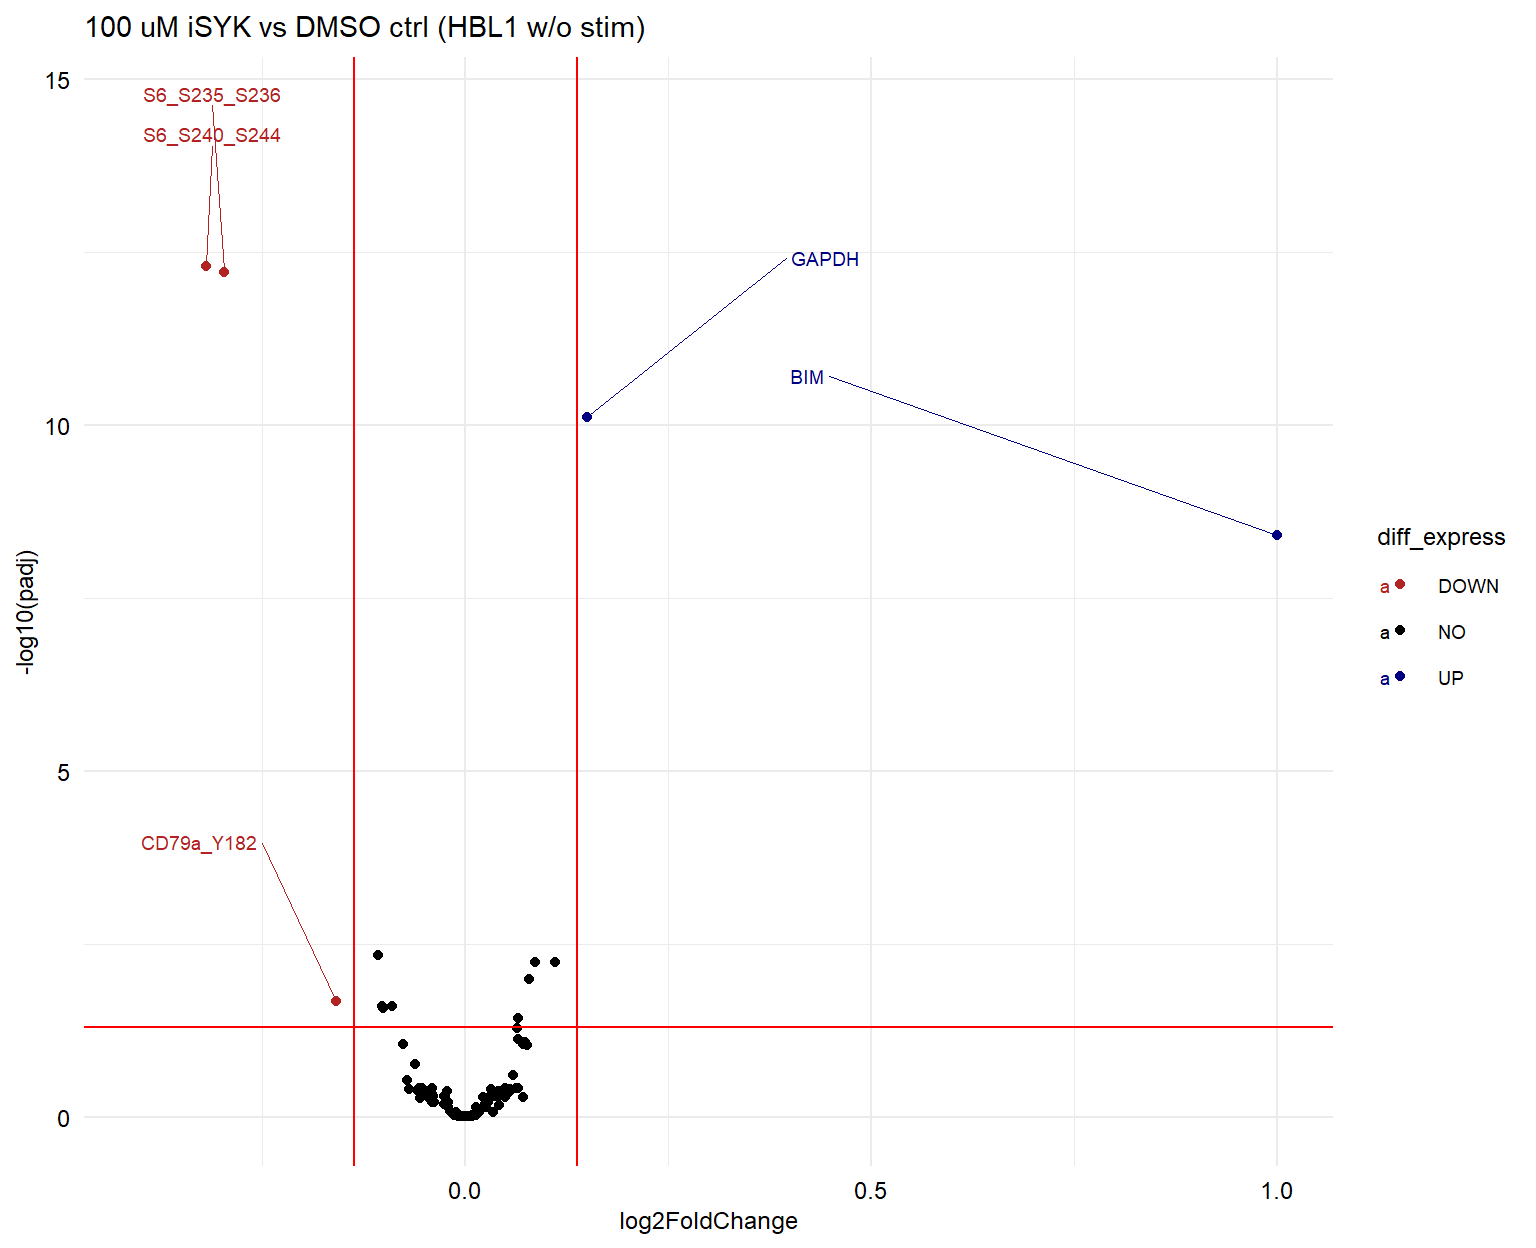 100 uM iSYK vs DMSO ctrl (HBL1 w/o stim)
15
S6_S235_S236
S6_S240_S244
GAPDH
BIM
10
-log10(padj)
diff_express
a DOWN
a NO
a UP
5
CD79a_Y182
0
0.0
0.5
1.0
log2FoldChange